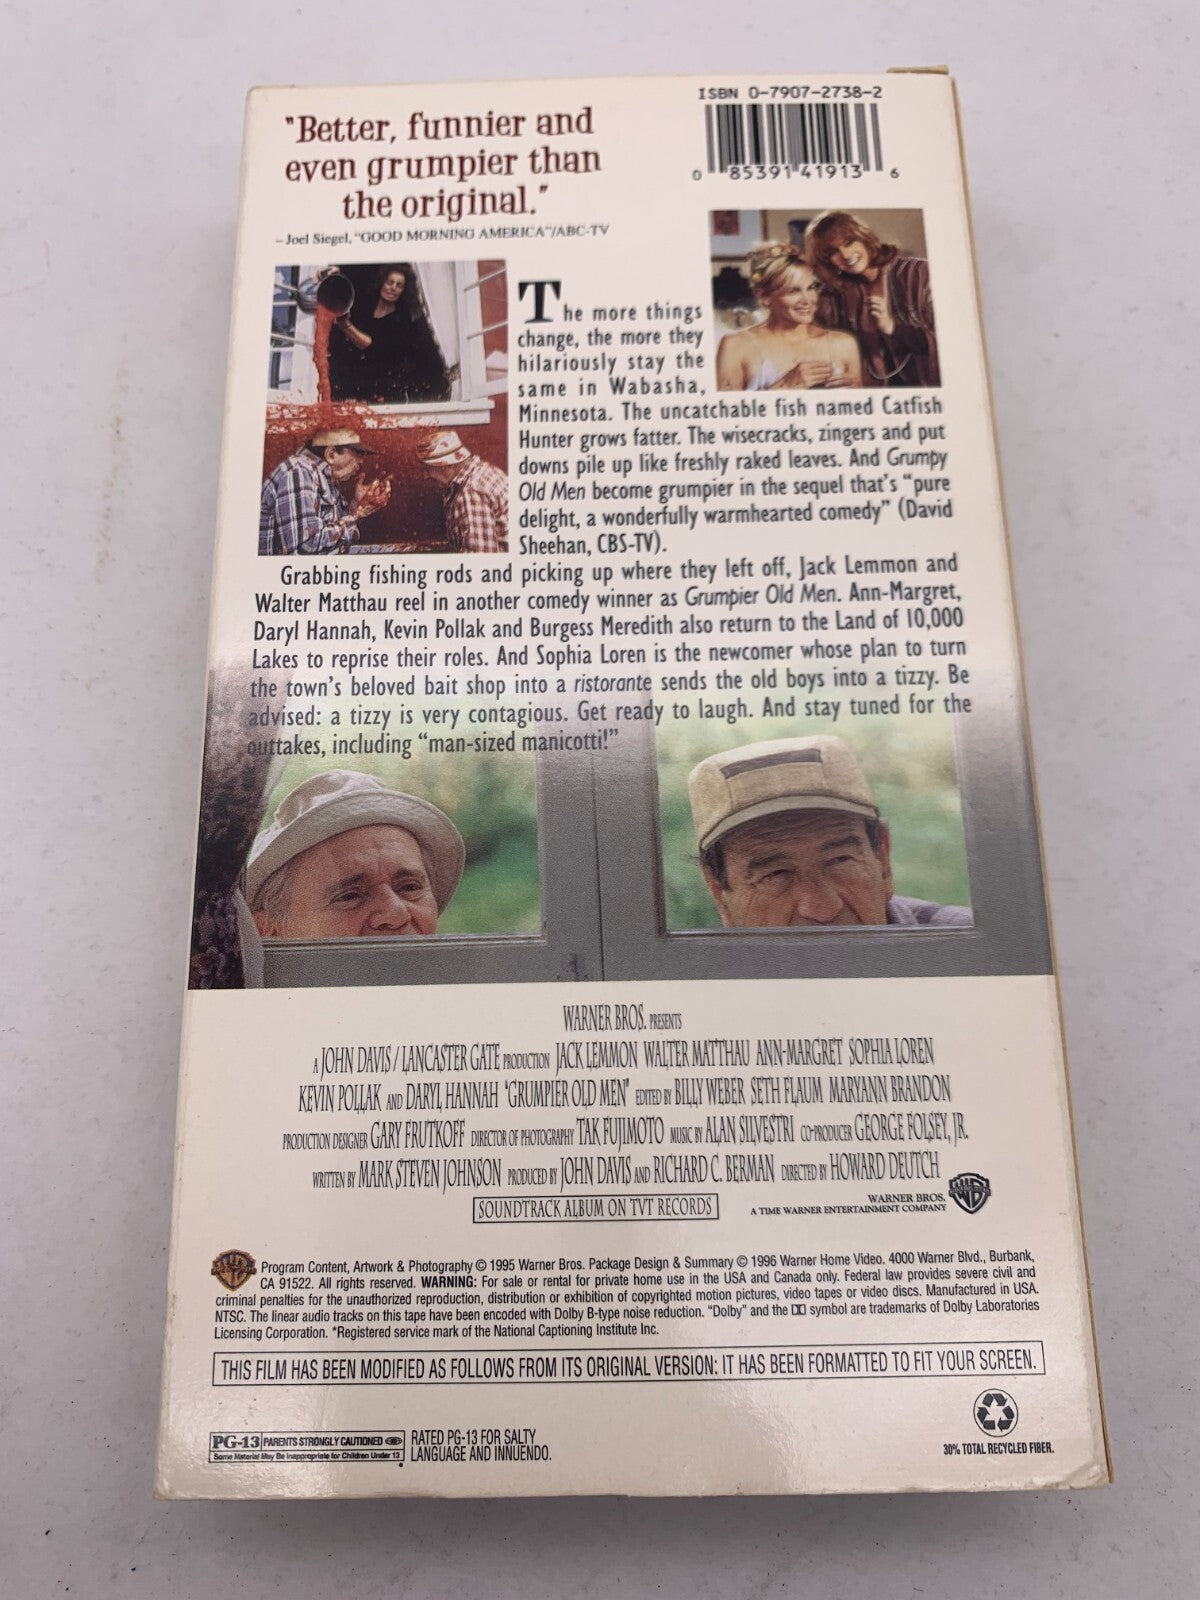 "Better, funnier and
even grumpier than
the original."
– Joel Siegel, "GOOD MORNING AMERICA"/ABC-TV
ISBN 0-7907-2738-2
0 85391 41913 6
The more things
change, the more they
hilariously stay the
same in Wabasha,
Minnesota. The uncatchable fish named Catfish
Hunter grows fatter. The wisecracks, zingers and put
downs pile up like freshly raked leaves. And Grumpy
Old Men become grumpier in the sequel that's "pure
delight, a wonderfully warmhearted comedy" (David
Sheehan, CBS-TV).
Grabbing fishing rods and picking up where they left off, Jack Lemmon and
Walter Matthau reel in another comedy winner as Grumpier Old Men. Ann-Margret,
Daryl Hannah, Kevin Pollak and Burgess Meredith also return to the Land of 10,000
Lakes to reprise their roles. And Sophia Loren is the newcomer whose plan to turn
the town's beloved bait shop into a ristorante sends the old boys into a tizzy. Be
advised: a tizzy is very contagious. Get ready to laugh. And stay tuned for the
outtakes, including "man-sized manicotti!"
WARNER BROS. PRESENTS
A JOHN DAVIS / LANCASTER GATE PRODUCTION JACK LEMMON WALTER MATTHAU ANN-MARGRET SOPHIA LOREN
KEVIN POLLAK AND DARYL HANNAH "GRUMPIER OLD MEN" EDITED BY BILLY WEBER SETH FLAUM MARYANN BRANDON
PRODUCTION DESIGNER GARY FRUTKOFF DIRECTOR OF PHOTOGRAPHY TAK FUJIMOTO MUSIC BY ALAN SILVESTRI CO-PRODUCER GEORGE FOLSEY, JR.
WRITTEN BY MARK STEVEN JOHNSON PRODUCED BY JOHN DAVIS AND RICHARD C. BERMAN DIRECTED BY HOWARD DEUTCH
SOUNDTRACK ALBUM ON TVT RECORDS
WARNER BROS.
A TIME WARNER ENTERTAINMENT COMPANY
Program Content, Artwork & Photography © 1995 Warner Bros. Package Design & Summary © 1996 Warner Home Video. 4000 Warner Blvd., Burbank,
CA 91522. All rights reserved. WARNING: For sale or rental for private home use in the USA and Canada only. Federal law provides severe civil and
criminal penalties for the unauthorized reproduction, distribution or exhibition of copyrighted motion pictures, video tapes or video discs. Manufactured in USA.
NTSC. The linear audio tracks on this tape have been encoded with Dolby B-type noise reduction. "Dolby" and the DD symbol are trademarks of Dolby Laboratories
Licensing Corporation. *Registered service mark of the National Captioning Institute Inc.
THIS FILM HAS BEEN MODIFIED AS FOLLOWS FROM ITS ORIGINAL VERSION: IT HAS BEEN FORMATTED TO FIT YOUR SCREEN.
PG-13 PARENTS STRONGLY CAUTIONED
Some Material May Be Inappropriate for Children Under 13
RATED PG-13 FOR SALTY
LANGUAGE AND INNUENDO.
30% TOTAL RECYCLED FIBER.